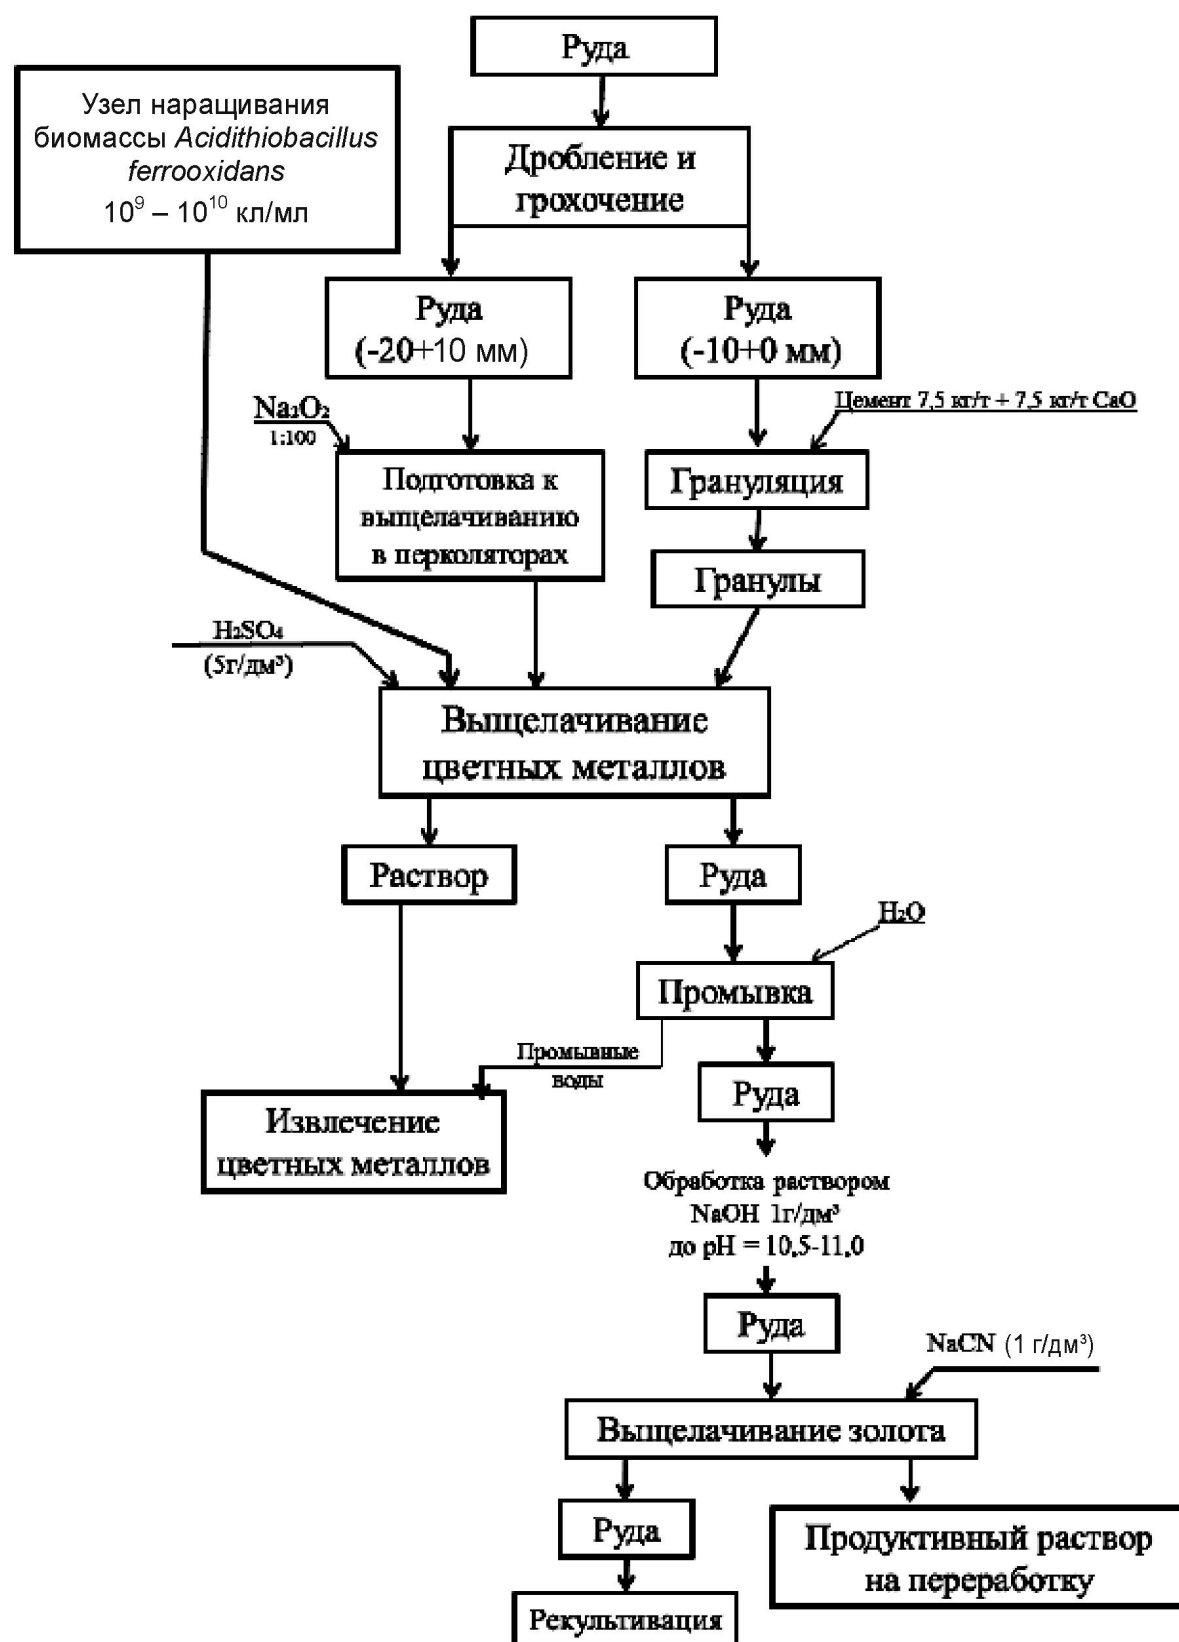 Руда
Узел наращивания
биомассы Acidithiobacillus
ferrooxidans
10⁹ – 10¹⁰ кл/мл
Дробление и
грохочение
Руда
(-20+10 мм)
Руда
(-10+0 мм)
Na₂O₂
1:100
Цемент 7,5 кг/т + 7,5 кг/т CaO
Подготовка к
выщелачиванию
в перколяторах
Грануляция
Гранулы
H₂SO₄
(5г/дм³)
Выщелачивание
цветных металлов
Раствор
Руда
H₂O
Промывка
Промывные
воды
Руда
Извлечение
цветных металлов
Обработка раствором
NaOH 1г/дм³
до pH = 10,5-11,0
Руда
NaCN (1 г/дм³)
Выщелачивание золота
Руда
Продуктивный раствор
на переработку
Рекультивация